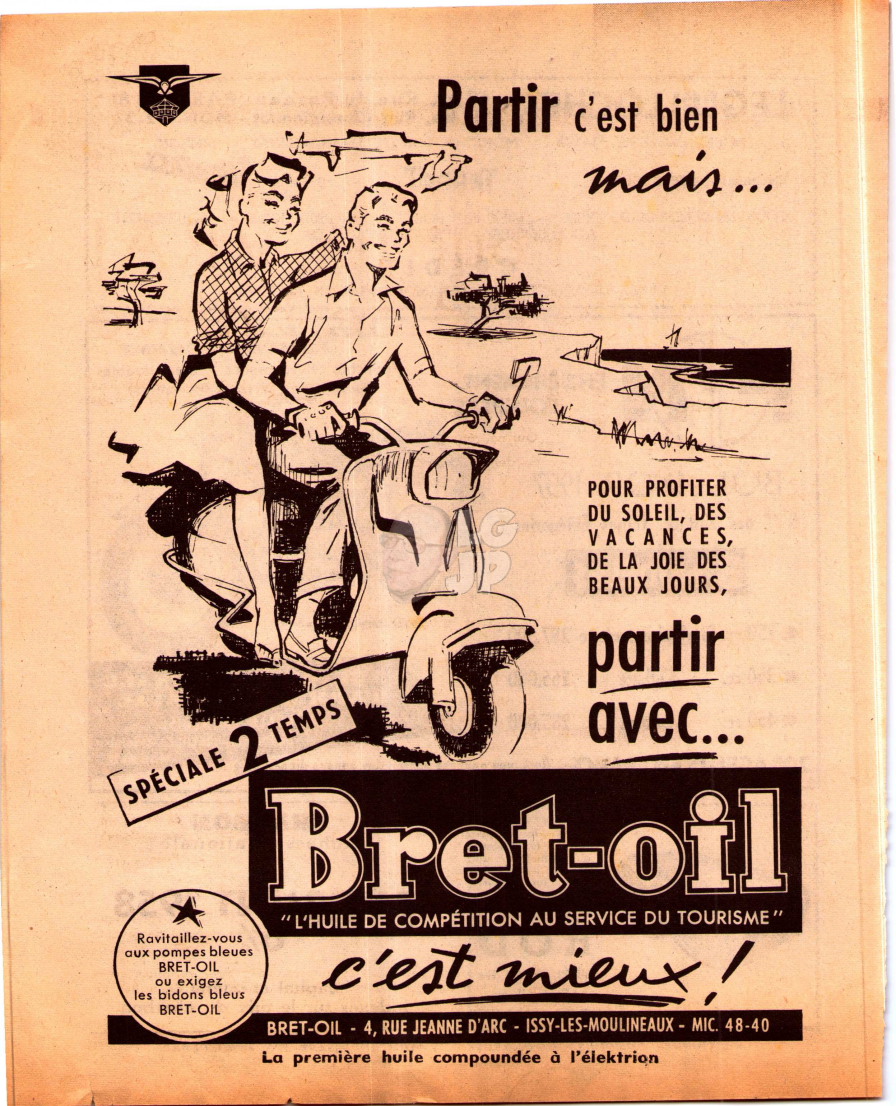 Partir c'est bien
mais...
POUR PROFITER
DU SOLEIL, DES
VACANCES,
DE LA JOIE DES
BEAUX JOURS,
partir
avec...
SPÉCIALE 2 TEMPS
Bret-oil
"L'HUILE DE COMPÉTITION AU SERVICE DU TOURISME"
c'est mieux !
Ravitaillez-vous
aux pompes bleues
BRET-OIL
ou exigez
les bidons bleus
BRET-OIL
BRET-OIL - 4, RUE JEANNE D'ARC - ISSY-LES-MOULINEAUX - MIC. 48-40
La première huile compoundée à l'élektrion
LG
JP